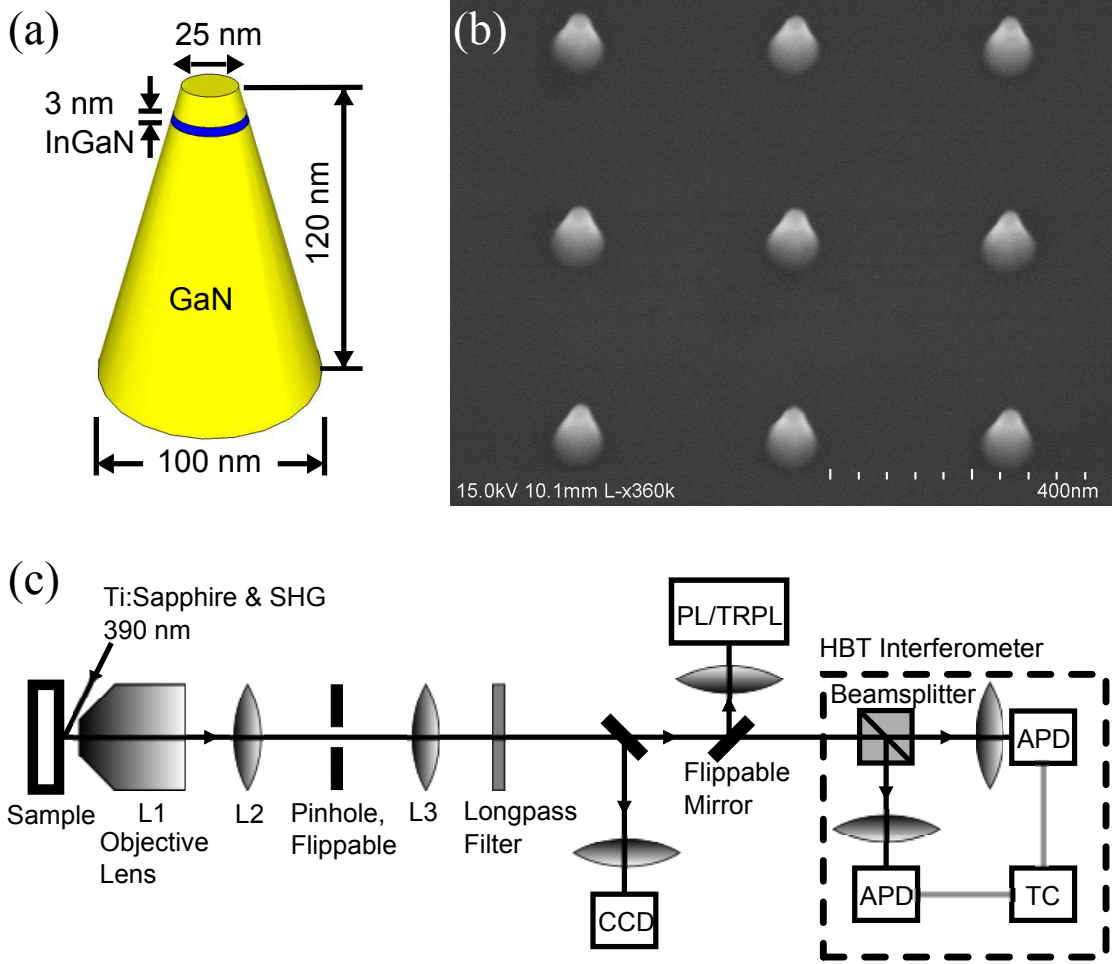 (a)
25 nm
3 nm
InGaN
120 nm
GaN
100 nm
(b)
15.0kV 10.1mm L-x360k
400nm
(c)
Ti:Sapphire & SHG
390 nm
PL/TRPL
HBT Interferometer
Beamsplitter
APD
Sample
L1
Objective
Lens
L2
Pinhole,
Flippable
L3
Longpass
Filter
Flippable
Mirror
CCD
APD
TC